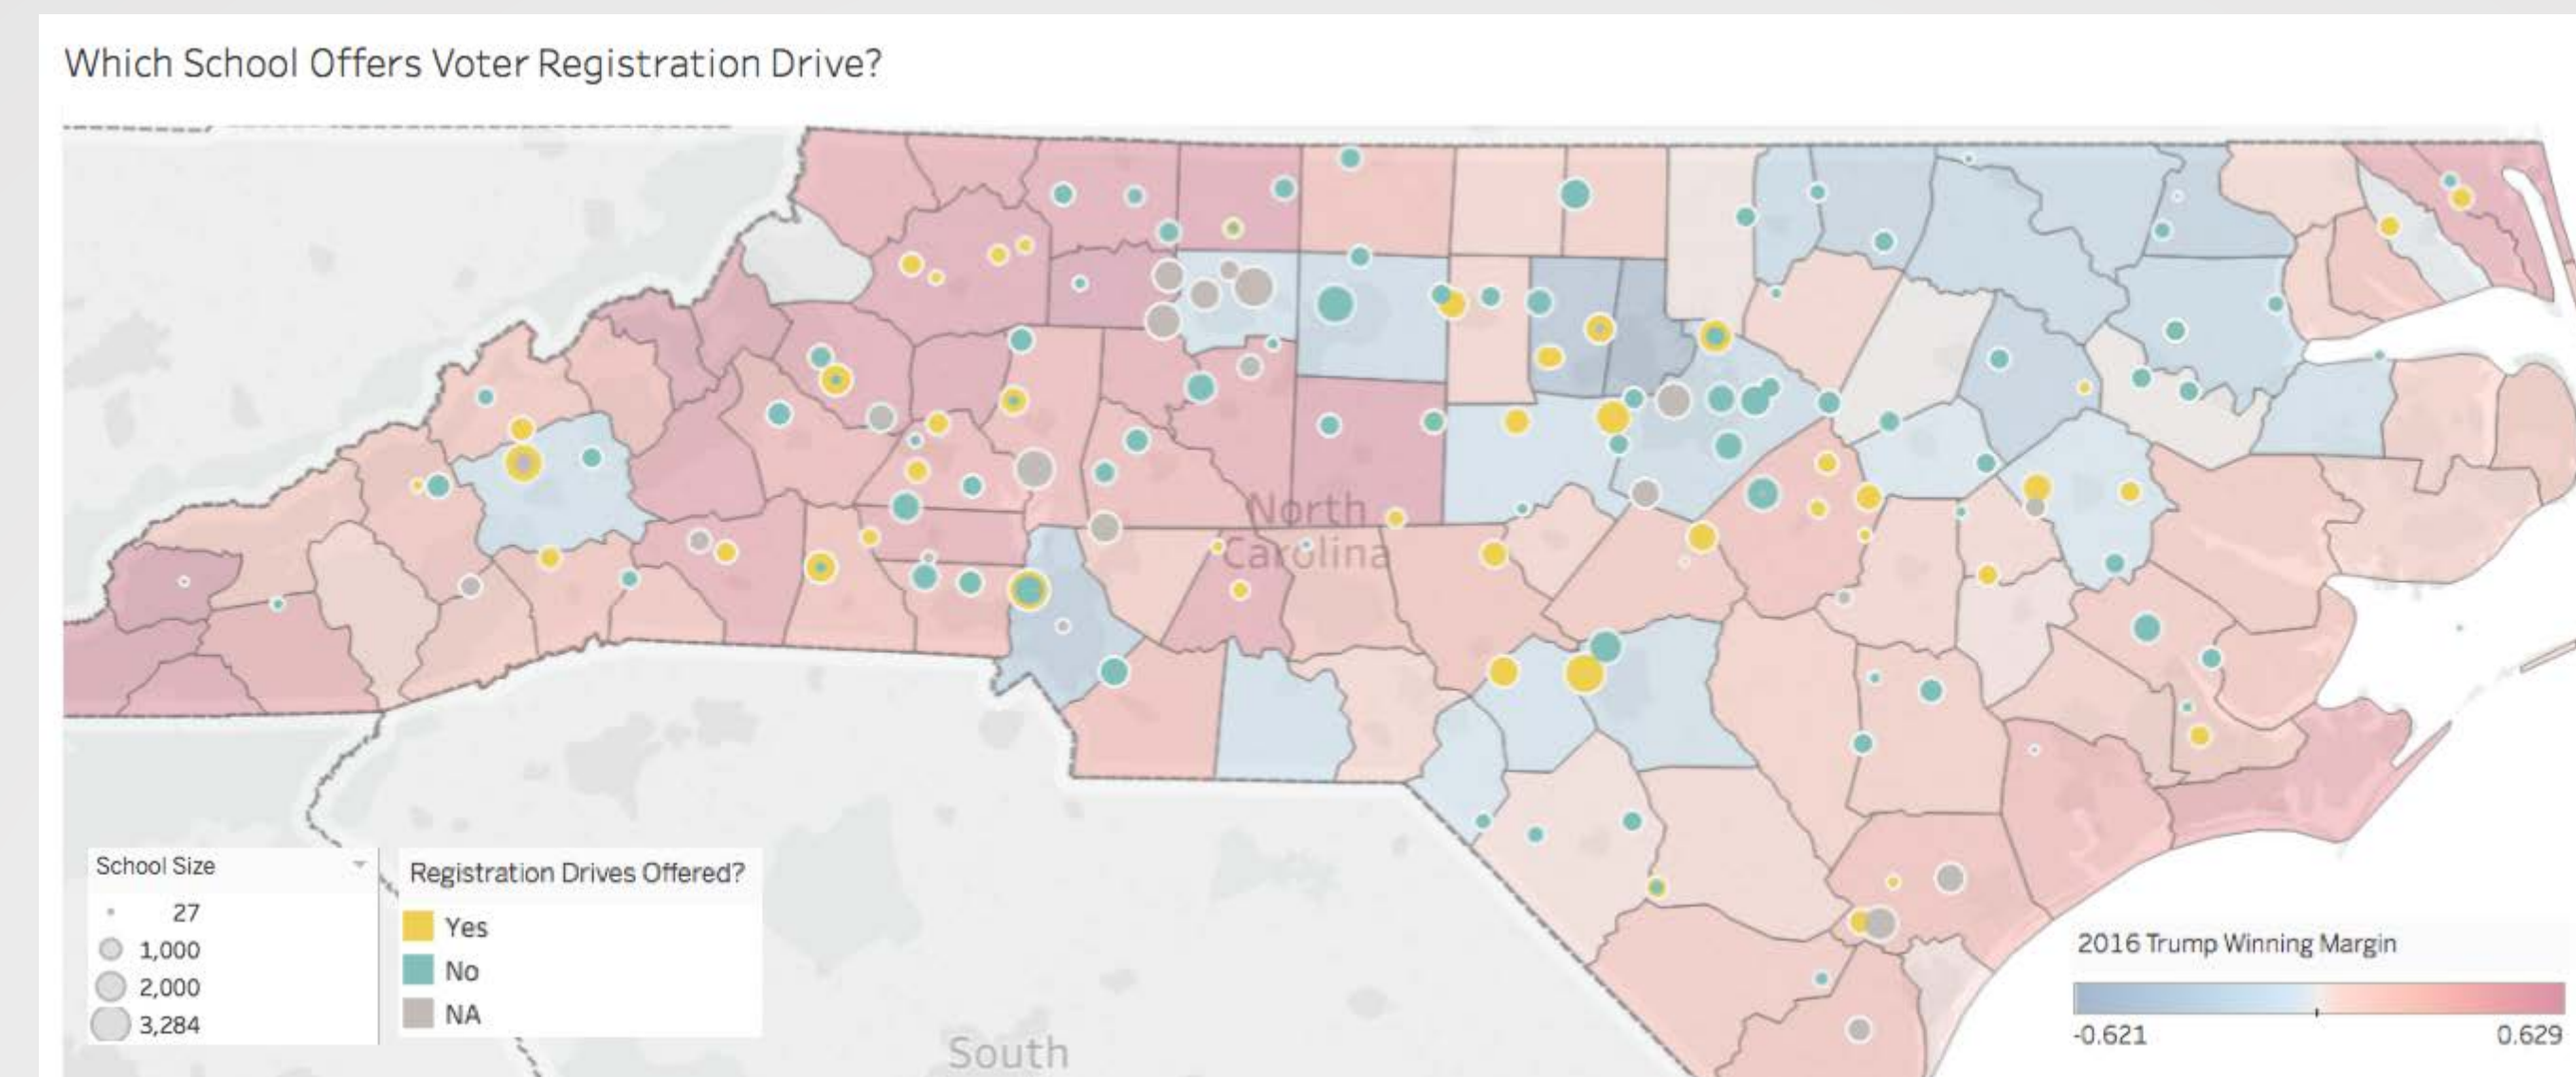 Which School Offers Voter Registration Drive?
North
Carolina
School Size
27
1,000
2,000
3,284
Registration Drives Offered?
Yes
No
NA
2016 Trump Winning Margin
-0.621 0.629
South